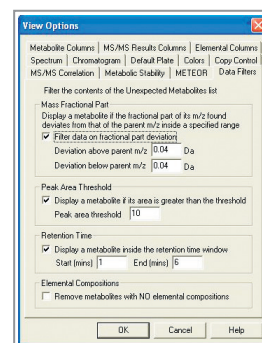 View Options
Metabolite Columns | MS/MS Results Columns | Elemental Columns
Spectrum | Chromatogram | Default Plate | Colors | Copy Control
MS/MS Correlation | Metabolic Stability | METEOR | Data Filters
Filter the contents of the Unexpected Metabolites list
Mass Fractional Part
Display a metabolite if the fractional part of its m/z found
deviates from that of the parent m/z inside a specified range
Filter data on fractional part deviation
Deviation above parent m/z 0.04 Da
Deviation below parent m/z 0.04 Da
Peak Area Threshold
Display a metabolite if its area is greater than the threshold
Peak area threshold 10
Retention Time
Display a metabolite inside the retention time window
Start (mins) 1 End (mins) 6
Elemental Compositions
Remove metabolites with NO elemental compositions
OK Cancel Help